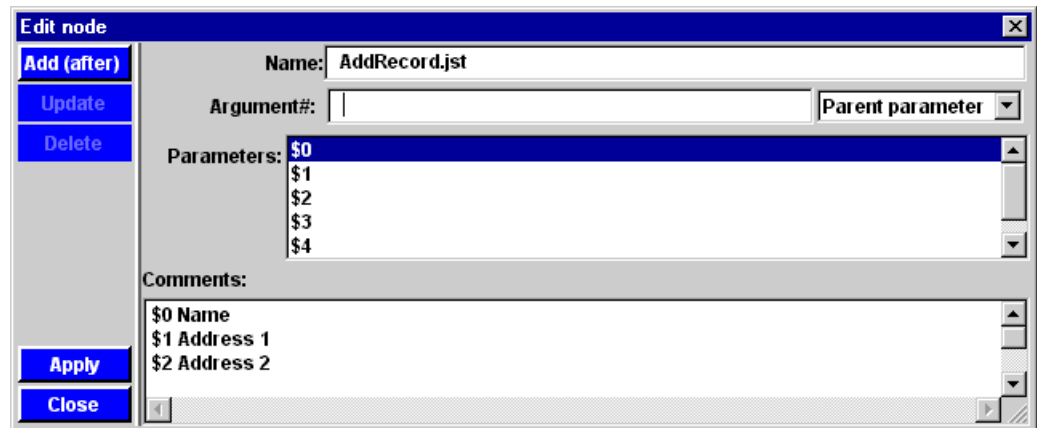 Edit node
Add (after)
Name: AddRecord.jst
Update
Argument#:
Parent parameter
Delete
Parameters: $0
$1
$2
$3
$4
Comments:
$0 Name
$1 Address 1
$2 Address 2
Apply
Close